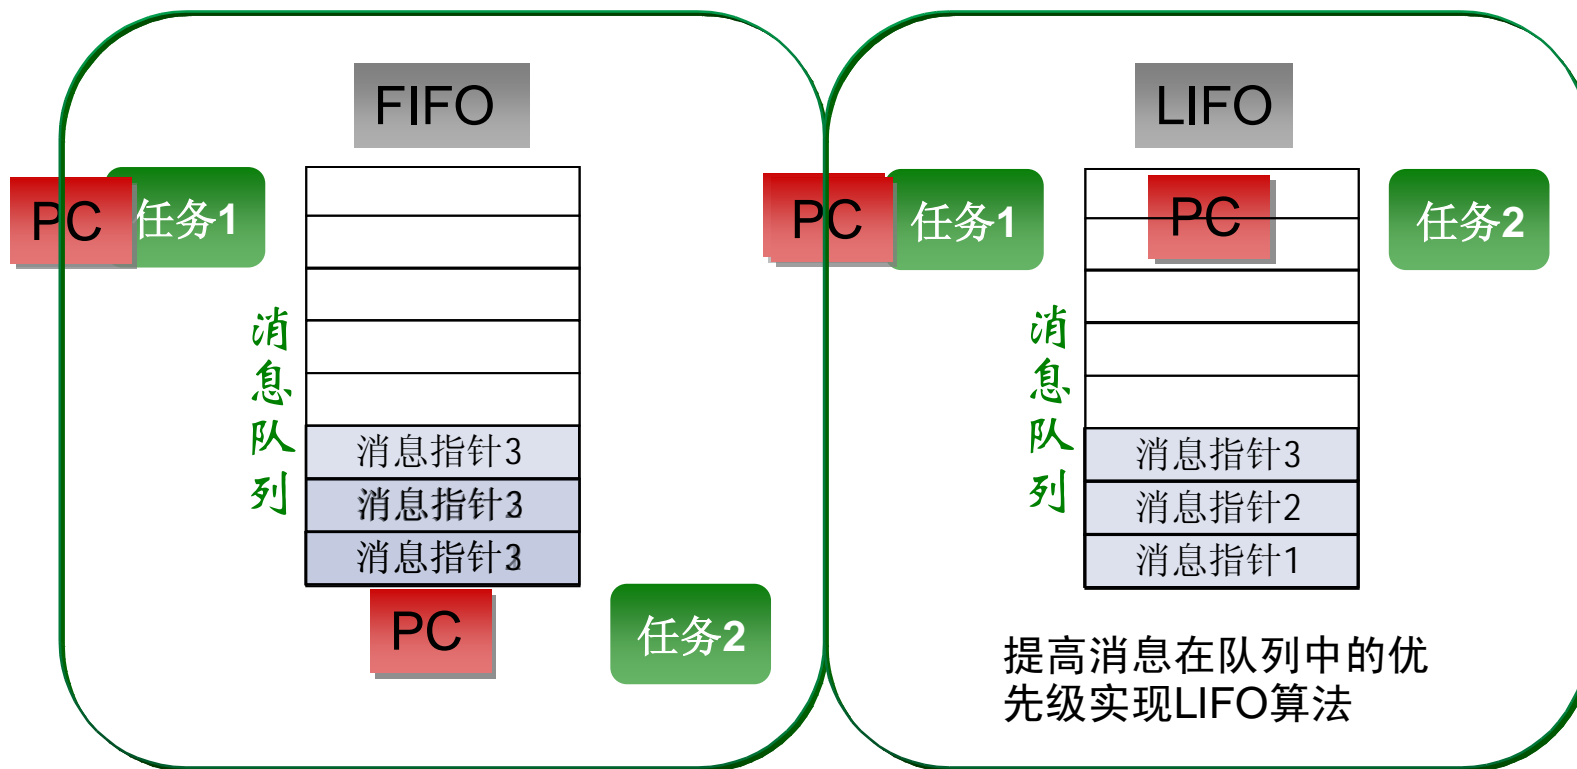 FIFO
PC
任务1
消息队列
消息指针3
消息指针3
消息指针3
PC
任务2
LIFO
PC
任务1
PC
任务2
消息队列
消息指针3
消息指针2
消息指针1
提高消息在队列中的优
先级实现LIFO算法